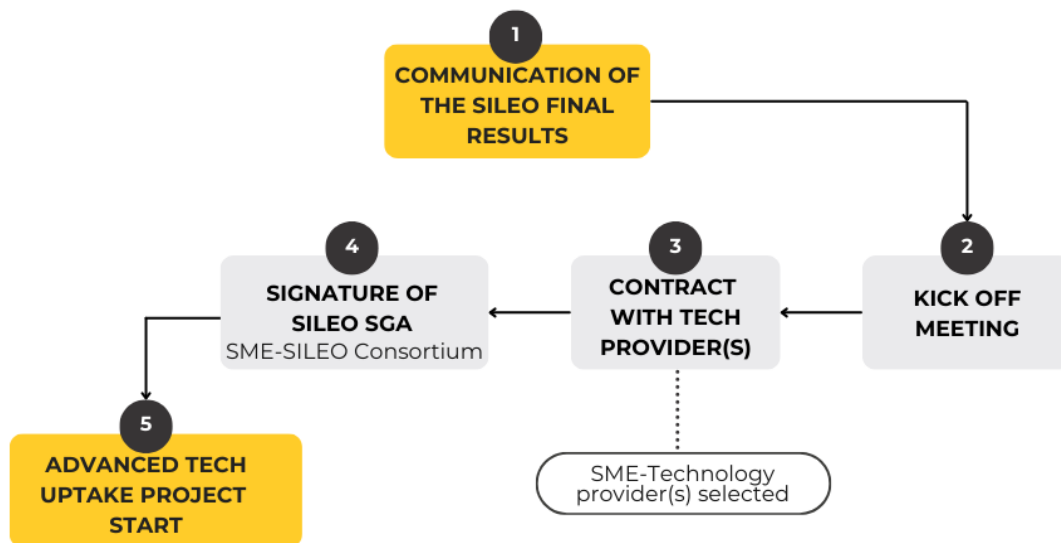 1
COMMUNICATION OF
THE SILEO FINAL
RESULTS
2
KICK OFF
MEETING
3
CONTRACT
WITH TECH
PROVIDER(S)
SME-Technology
provider(s) selected
4
SIGNATURE OF
SILEO SGA
SME-SILEO Consortium
5
ADVANCED TECH
UPTAKE PROJECT
START